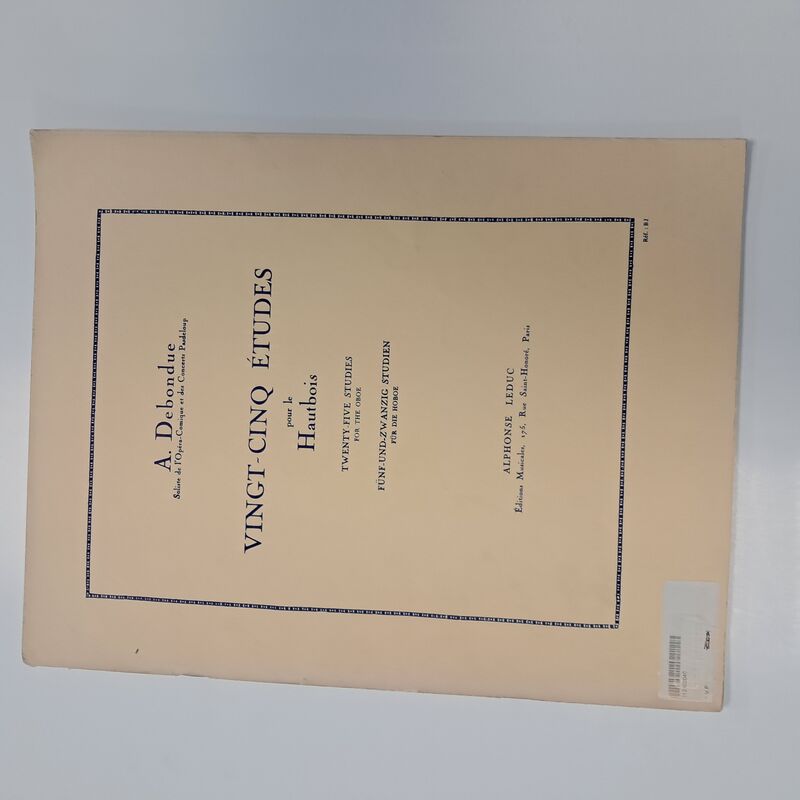 A. Debondue
Soliste de l'Opéra-Comique et des Concerts Pasdeloup
VINGT-CINQ ÉTUDES
pour le
Hautbois
TWENTY-FIVE STUDIES
FOR THE OBOE
FÜNF-UND-ZWANZIG STUDIEN
FÜR DIE HOBOE
ALPHONSE LEDUC
Éditions Musicales, 175, Rue Saint-Honoré, Paris
Réf. : BI